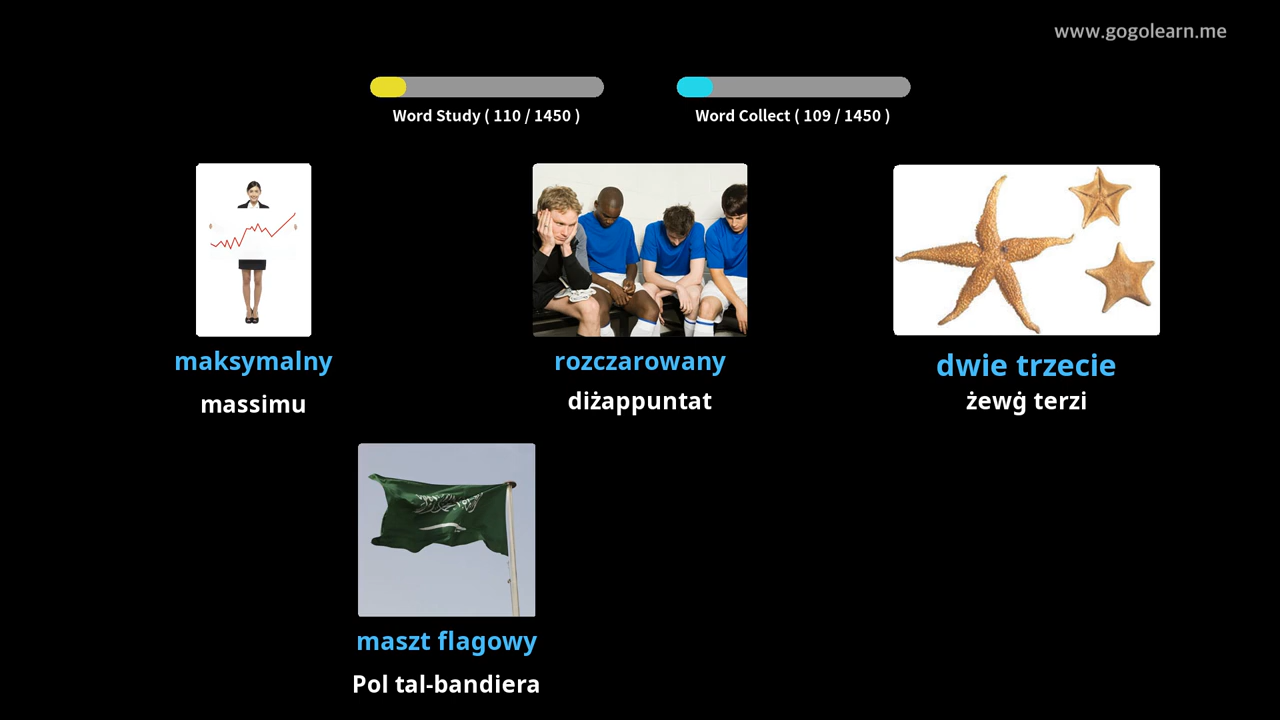 www.gogolearn.me
Word Study ( 110 / 1450 )
Word Collect ( 109 / 1450 )
maksymalny
massimu
rozczarowany
diżappuntat
dwie trzecie
żewġ terzi
maszt flagowy
Pol tal-bandiera